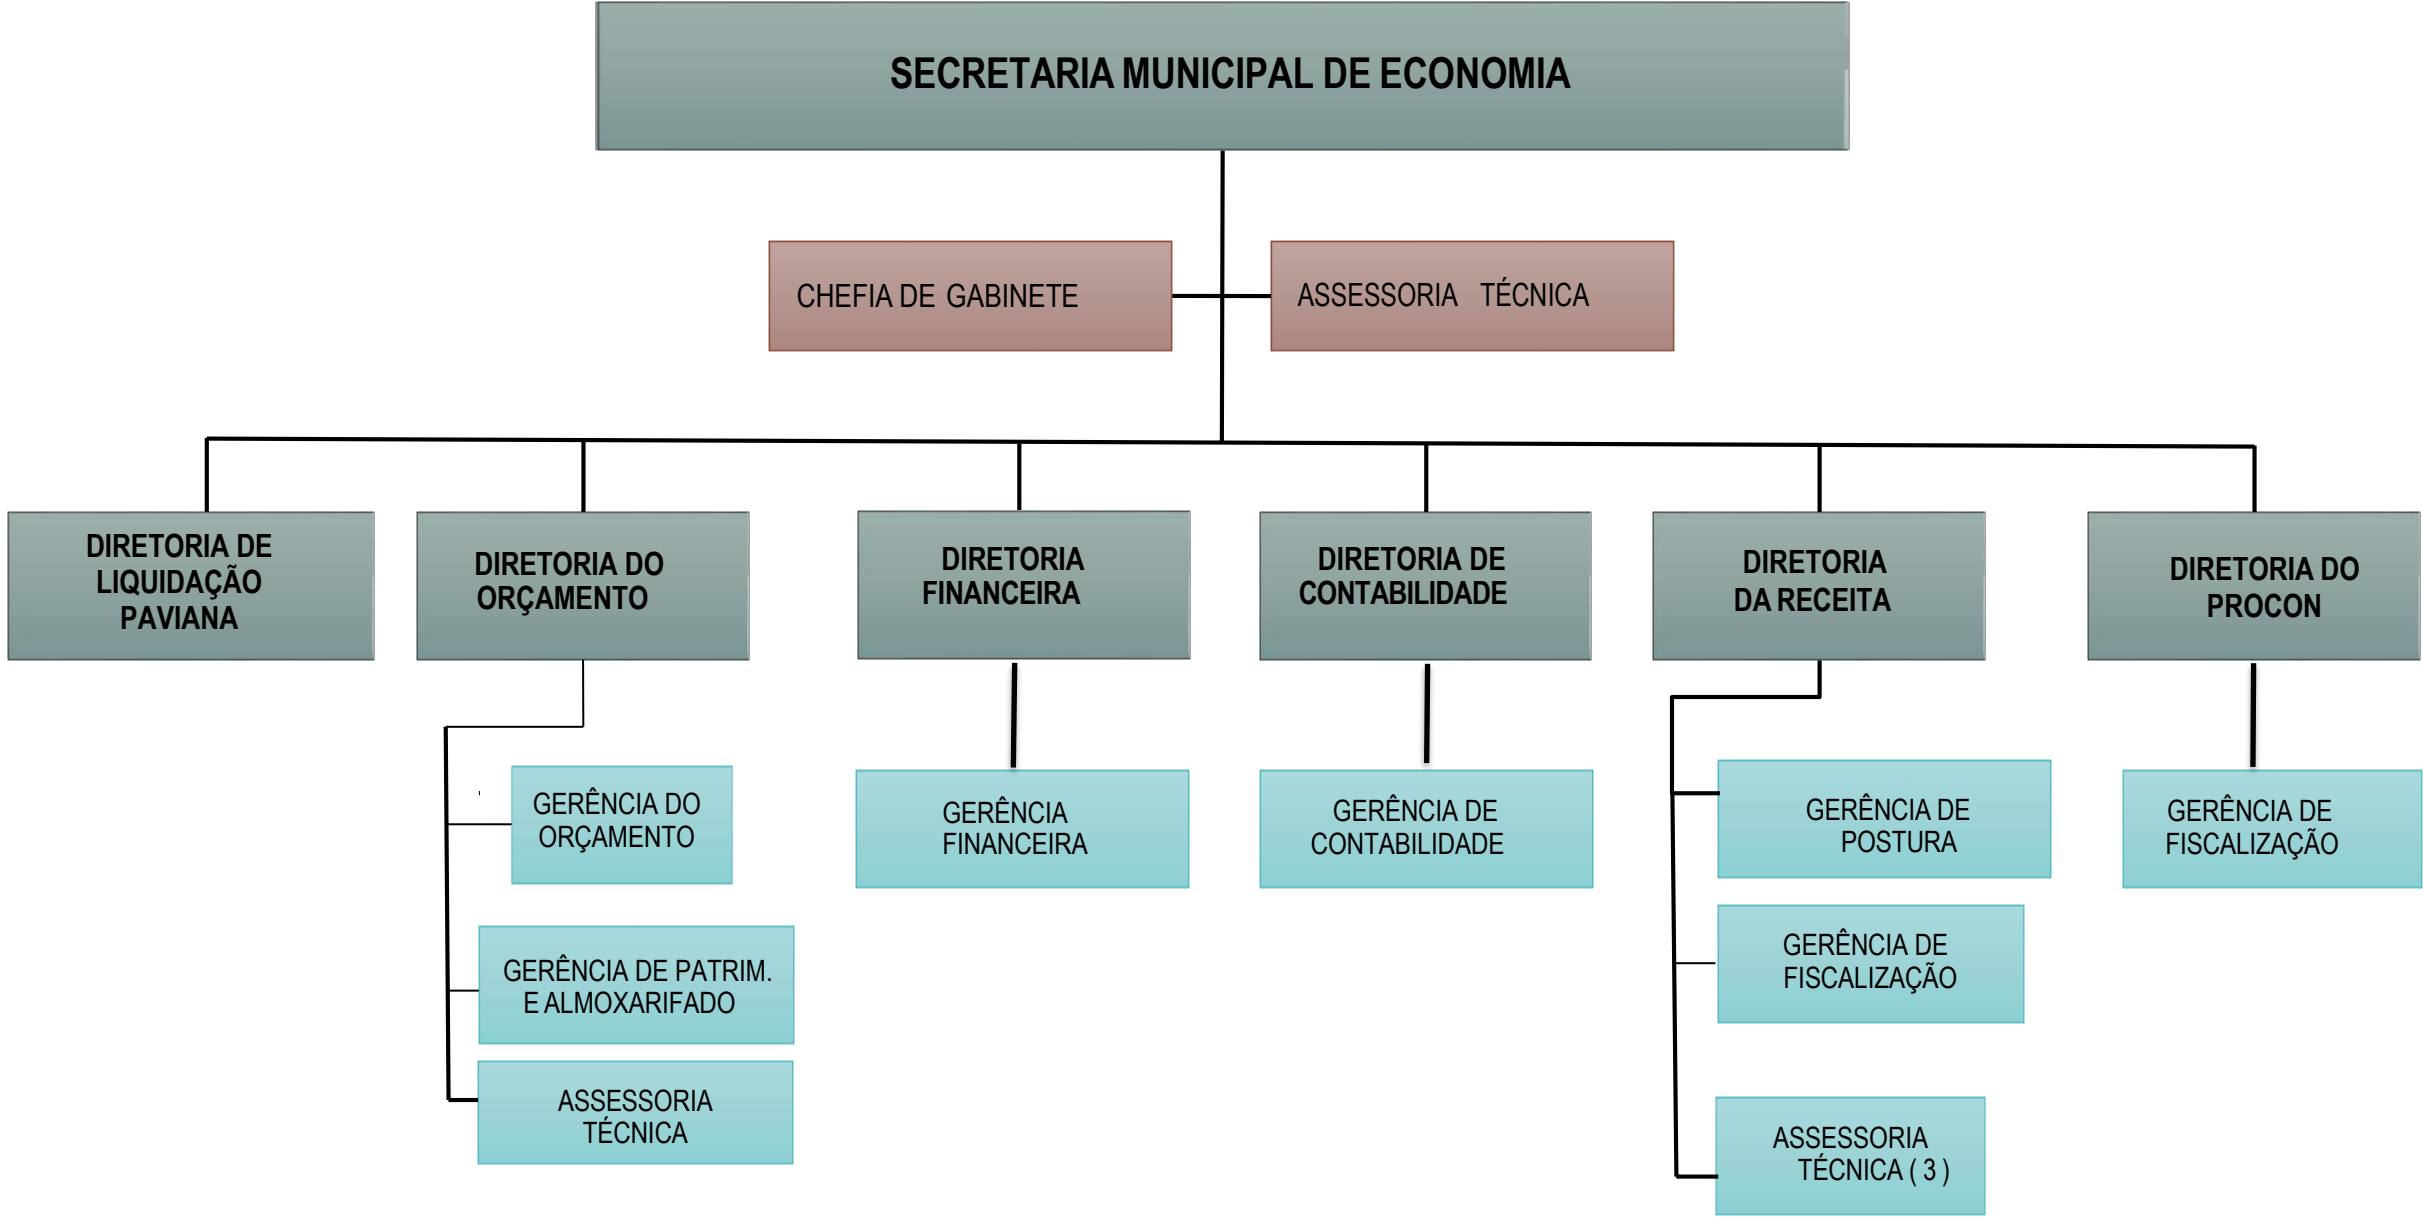 SECRETARIA MUNICIPAL DE ECONOMIA
CHEFIA DE GABINETE
ASSESSORIA TÉCNICA
DIRETORIA DE
LIQUIDAÇÃO
PAVIANA
DIRETORIA DO
ORÇAMENTO
DIRETORIA
FINANCEIRA
DIRETORIA DE
CONTABILIDADE
DIRETORIA
DA RECEITA
DIRETORIA DO
PROCON
GERÊNCIA DO
ORÇAMENTO
GERÊNCIA DE PATRIM.
E ALMOXARIFADO
ASSESSORIA
TÉCNICA
GERÊNCIA
FINANCEIRA
GERÊNCIA DE
CONTABILIDADE
GERÊNCIA DE
POSTURA
GERÊNCIA DE
FISCALIZAÇÃO
ASSESSORIA
TÉCNICA ( 3 )
GERÊNCIA DE
FISCALIZAÇÃO